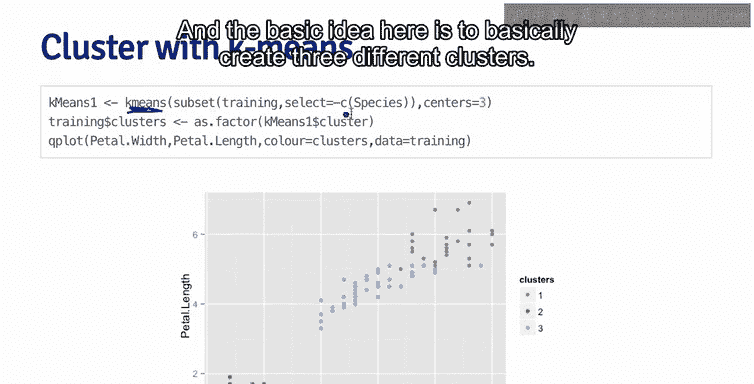 And the basic idea here is to basically
create three different clusters.
Cluster with k-means
kMeans1 <- kmeans(subset(training,select=-c(Species)),centers=3)
training$clusters <- as.factor(kMeans1$cluster)
qplot(Petal.Width,Petal.Length,colour=clusters,data=training)
6
4
2
Petal.Length
clusters
1
2
3